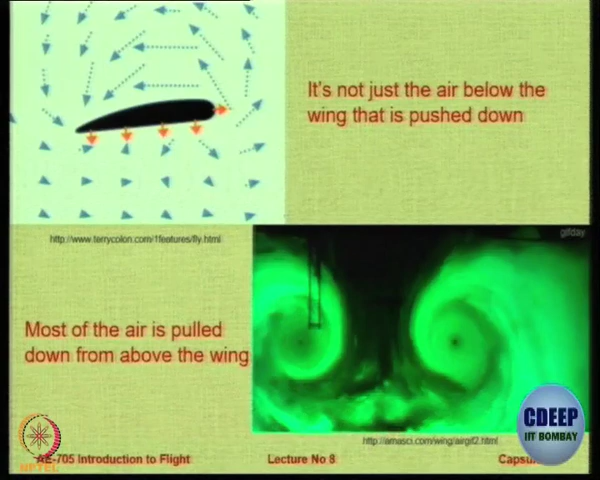 It's not just the air below the
wing that is pushed down
http://www.terrycolon.com/1features/fly.html
gifday
Most of the air is pulled
down from above the wing
http://amasci.com/wing/airgif2.html
CDEEP
IIT BOMBAY
NPTEL
AE-705 Introduction to Flight
Lecture No 8